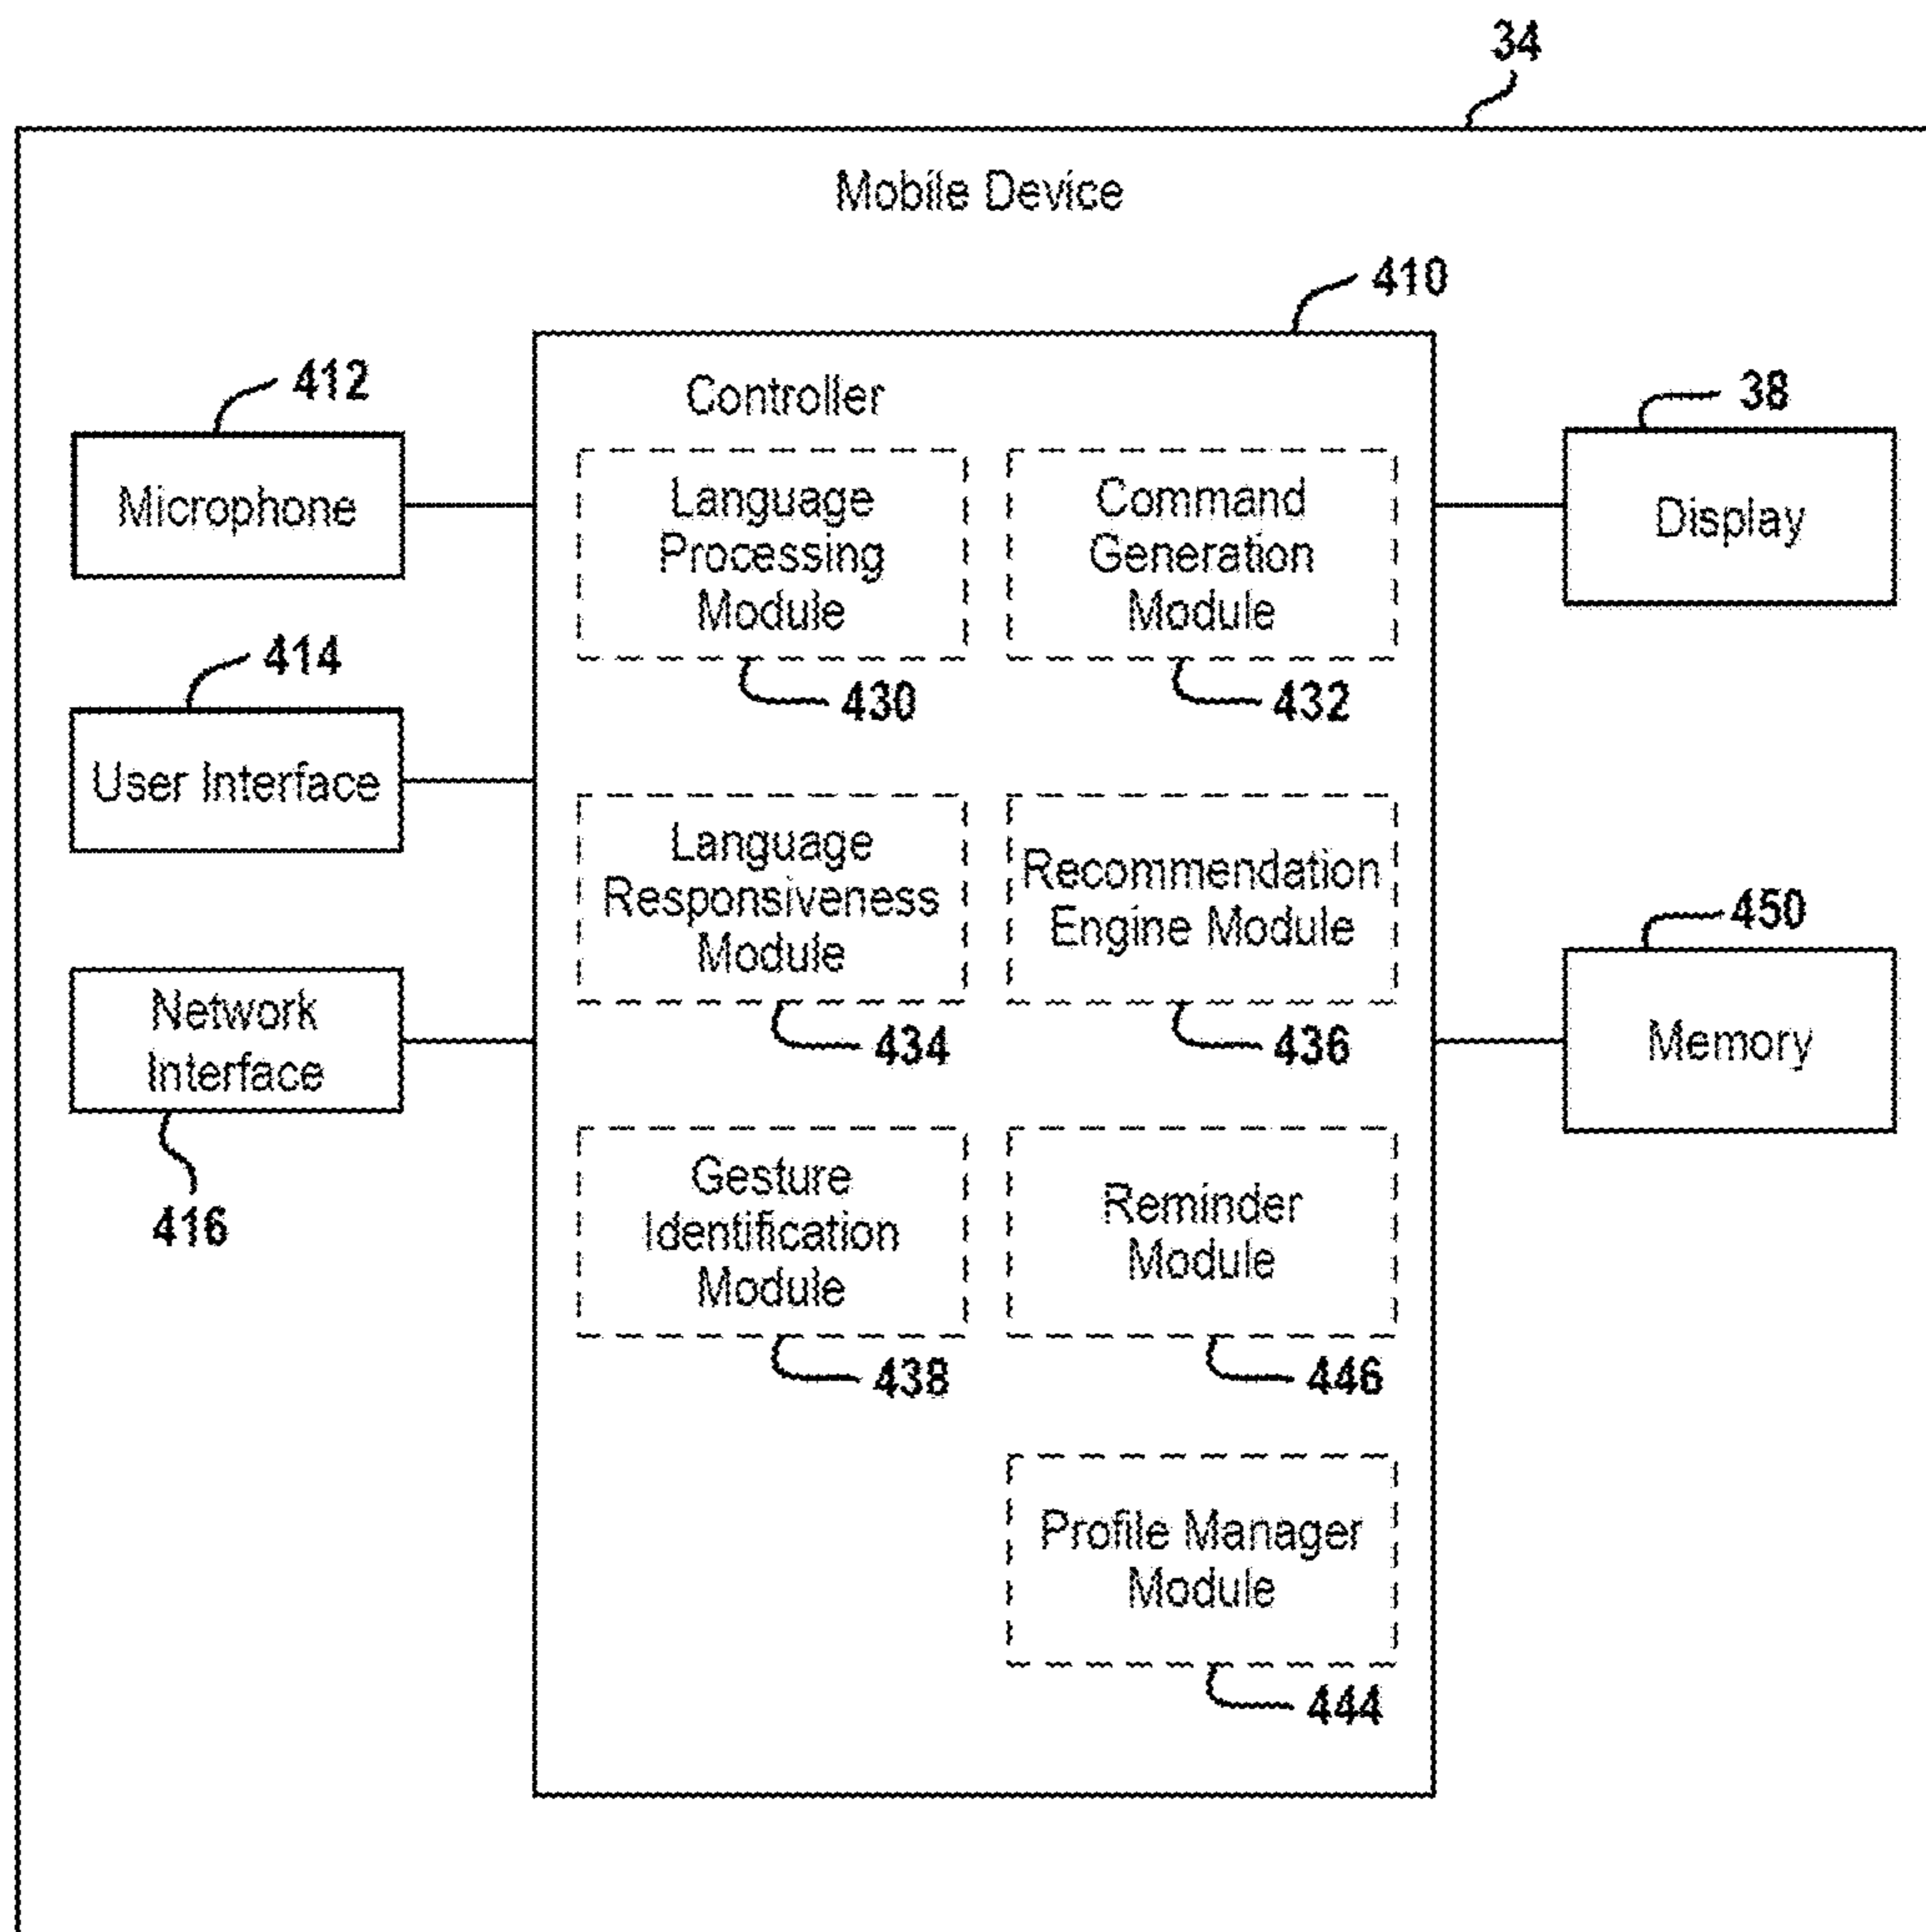 34
Mobile Device
410
412
Controller
38
Microphone
Language
Processing
Module
Command
Generation
Module
Display
414
430
432
User Interface
Language
Responsiveness
Module
Recommendation
Engine Module
450
Network
Interface
434
436
Memory
416
Gesture
Identification
Module
Reminder
Module
438
446
Profile Manager
Module
444